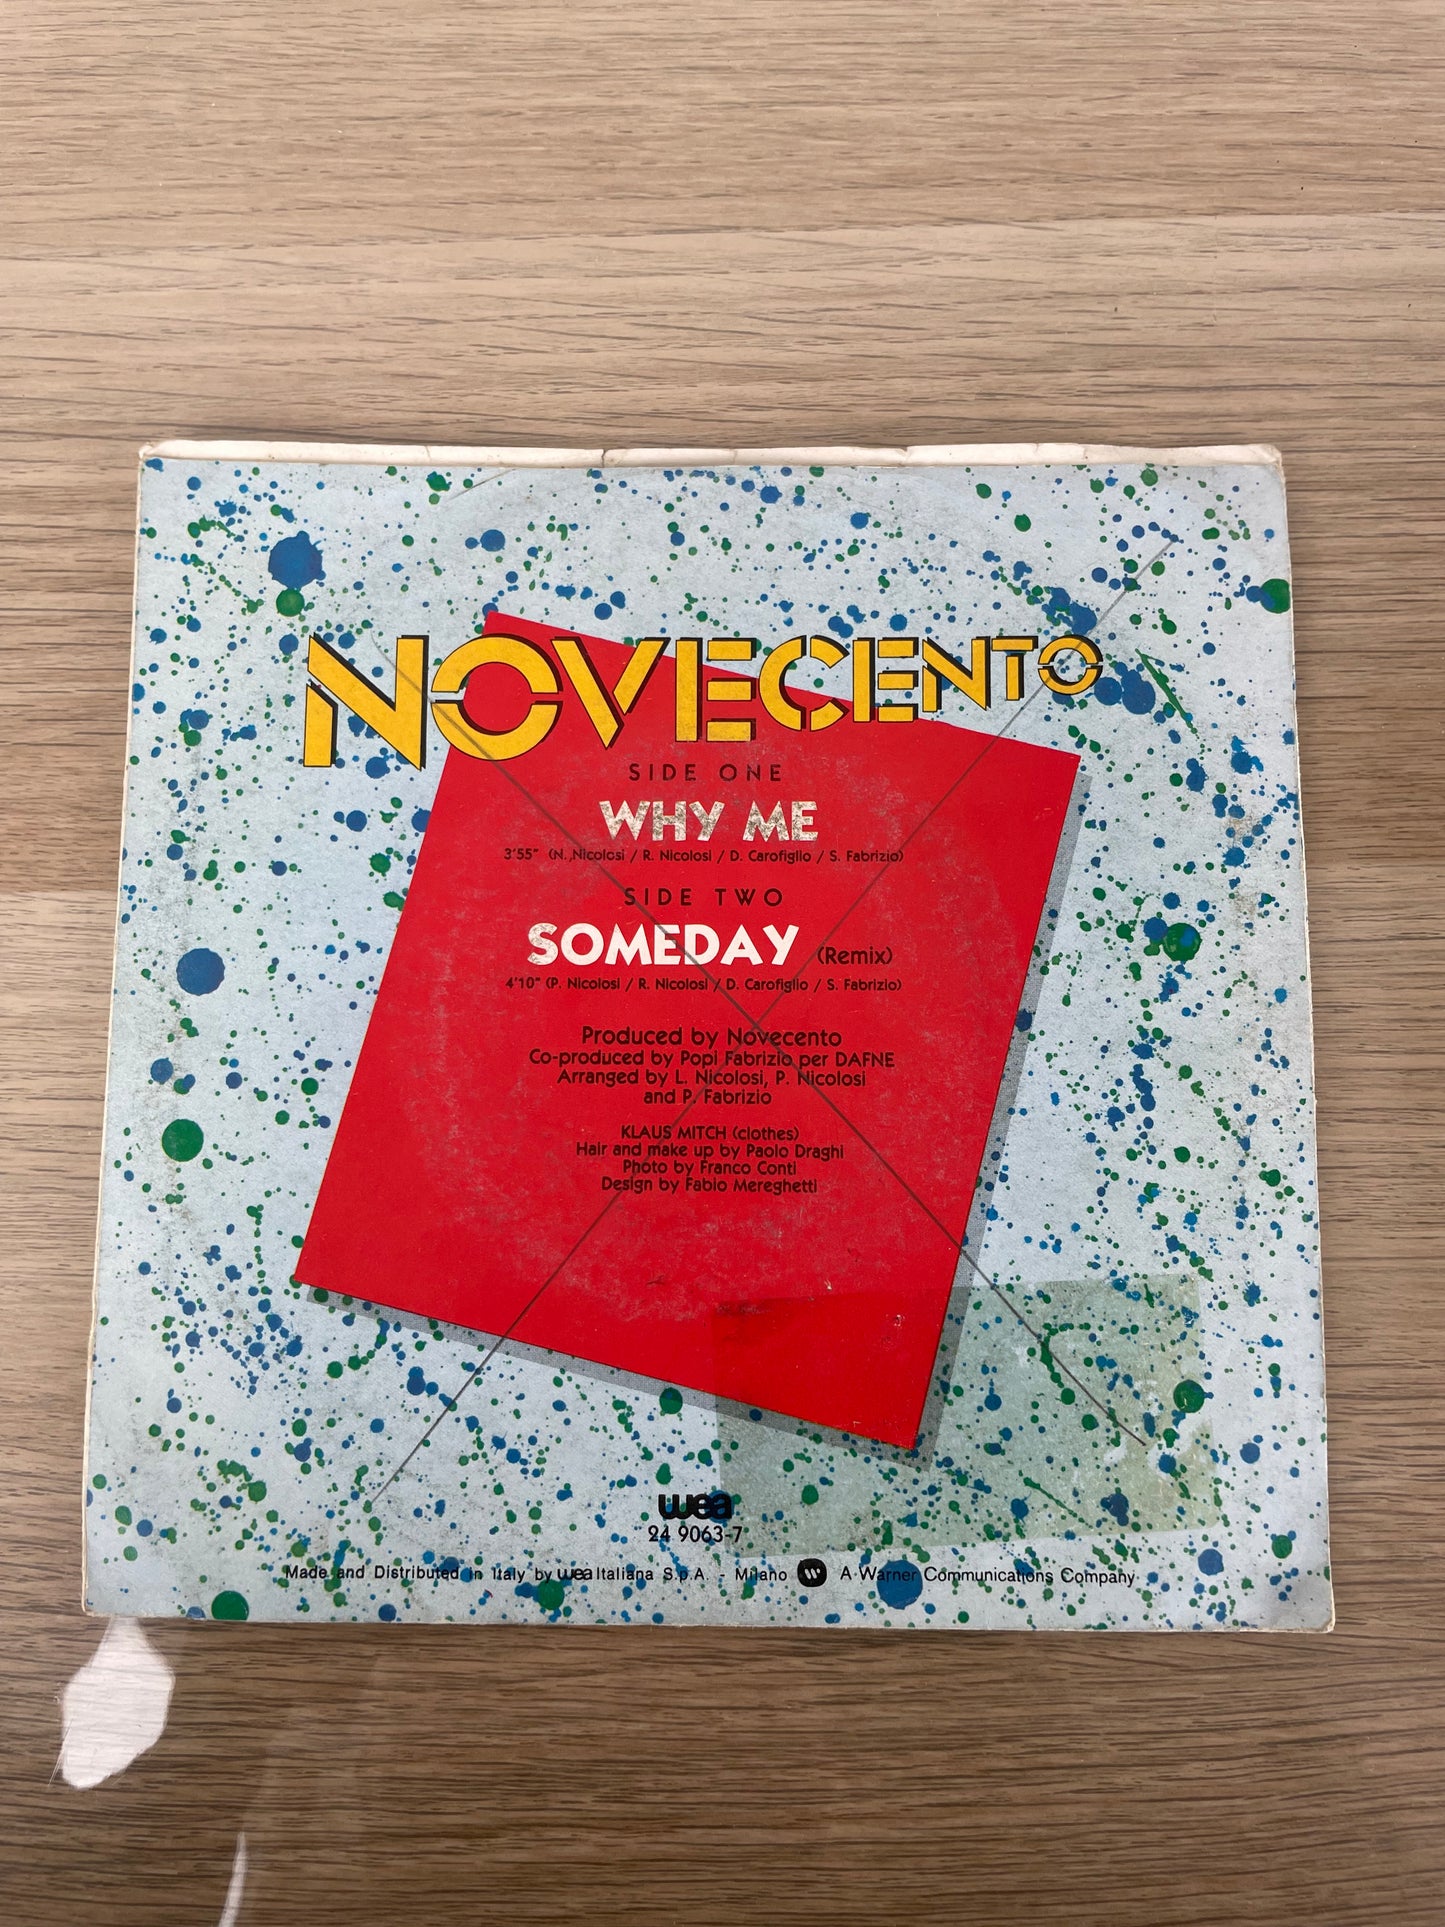 NOVECENTO
SIDE ONE
WHY ME
3'55" (N. Nicolosi / R. Nicolosi / D. Carofiglio / S. Fabrizio)
SIDE TWO
SOMEDAY (Remix)
4'10" (P. Nicolosi / R. Nicolosi / D. Carofiglio / S. Fabrizio)
Produced by Novecento
Co-produced by Popi Fabrizio per DAFNE
Arranged by L. Nicolosi, P. Nicolosi
and P. Fabrizio
KLAUS MITCH (clothes)
Hair and make up by Paolo Draghi
Photo by Franco Conti
Design by Fabio Mereghetti
wea
24 9063-7
Made and Distributed in Italy by wea Italiana S.p.A. - Milano A Warner Communications Company